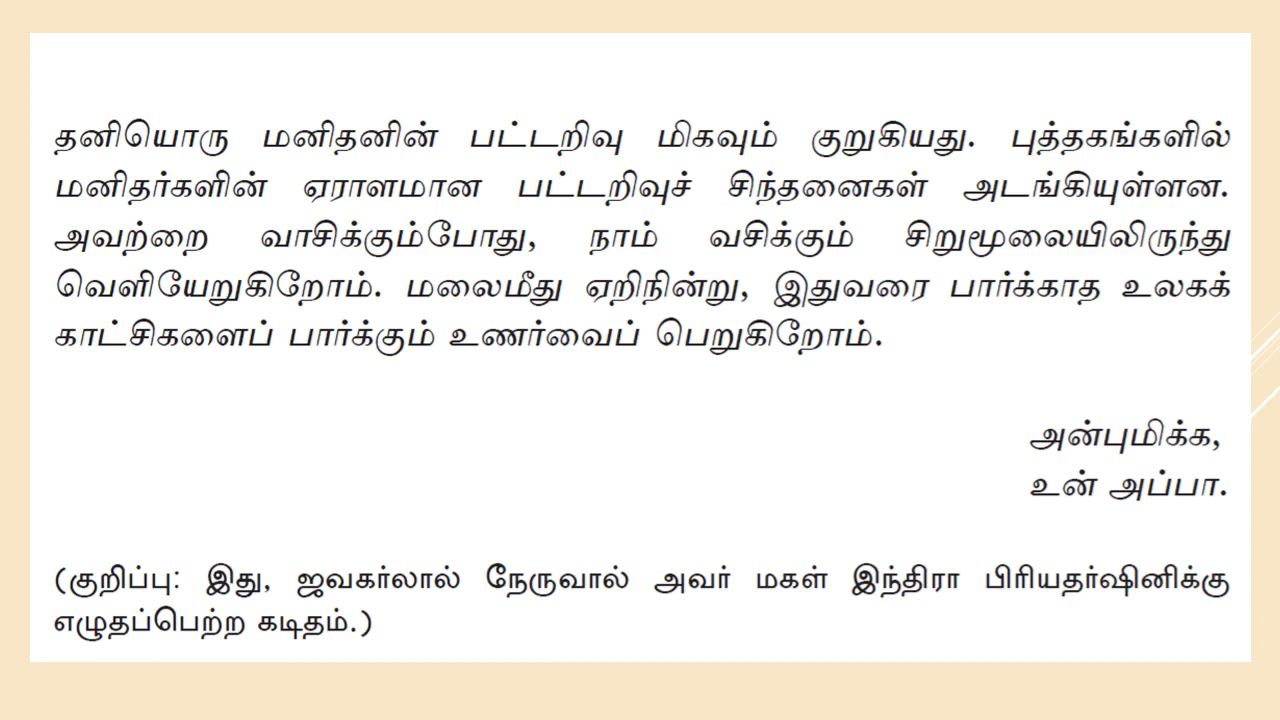 தனியொரு மனிதனின் பட்டறிவு மிகவும் குறுகியது. புத்தகங்களில்
மனிதர்களின் ஏராளமான பட்டறிவுச் சிந்தனைகள் அடங்கியுள்ளன.
அவற்றை வாசிக்கும்போது, நாம் வசிக்கும் சிறுமூலையிலிருந்து
வெளியேறுகிறோம். மலைமீது ஏறிநின்று, இதுவரை பார்க்காத உலகக்
காட்சிகளைப் பார்க்கும் உணர்வைப் பெறுகிறோம்.
அன்புமிக்க,
உன் அப்பா.
(குறிப்பு: இது, ஜவகர்லால் நேருவால் அவர் மகள் இந்திரா பிரியதர்ஷினிக்கு
எழுதப்பெற்ற கடிதம்.)